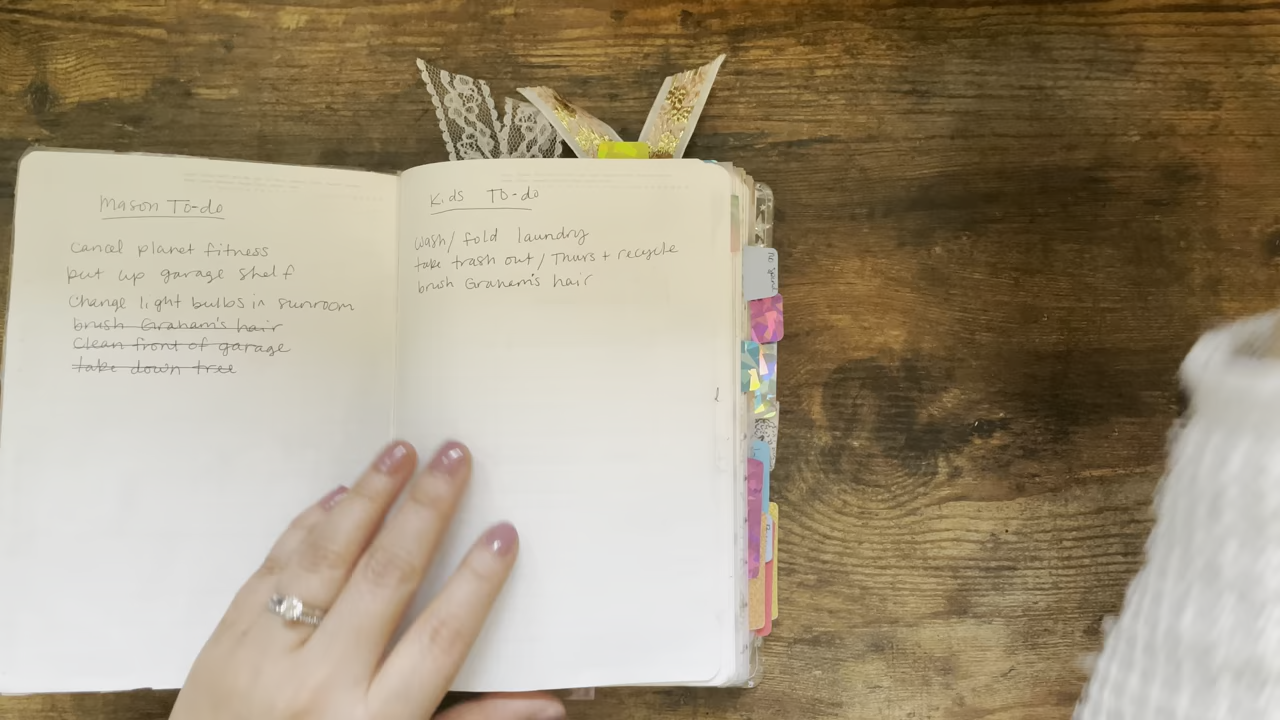 Mason To-do
cancel planet fitness
put up garage shelf
Change light bulbs in sunroom
brush Graham's hair
Clean front of garage
take down tree
Kids To-do
wash/ fold laundry
take trash out / Thurs + recycle
brush Graham's hair